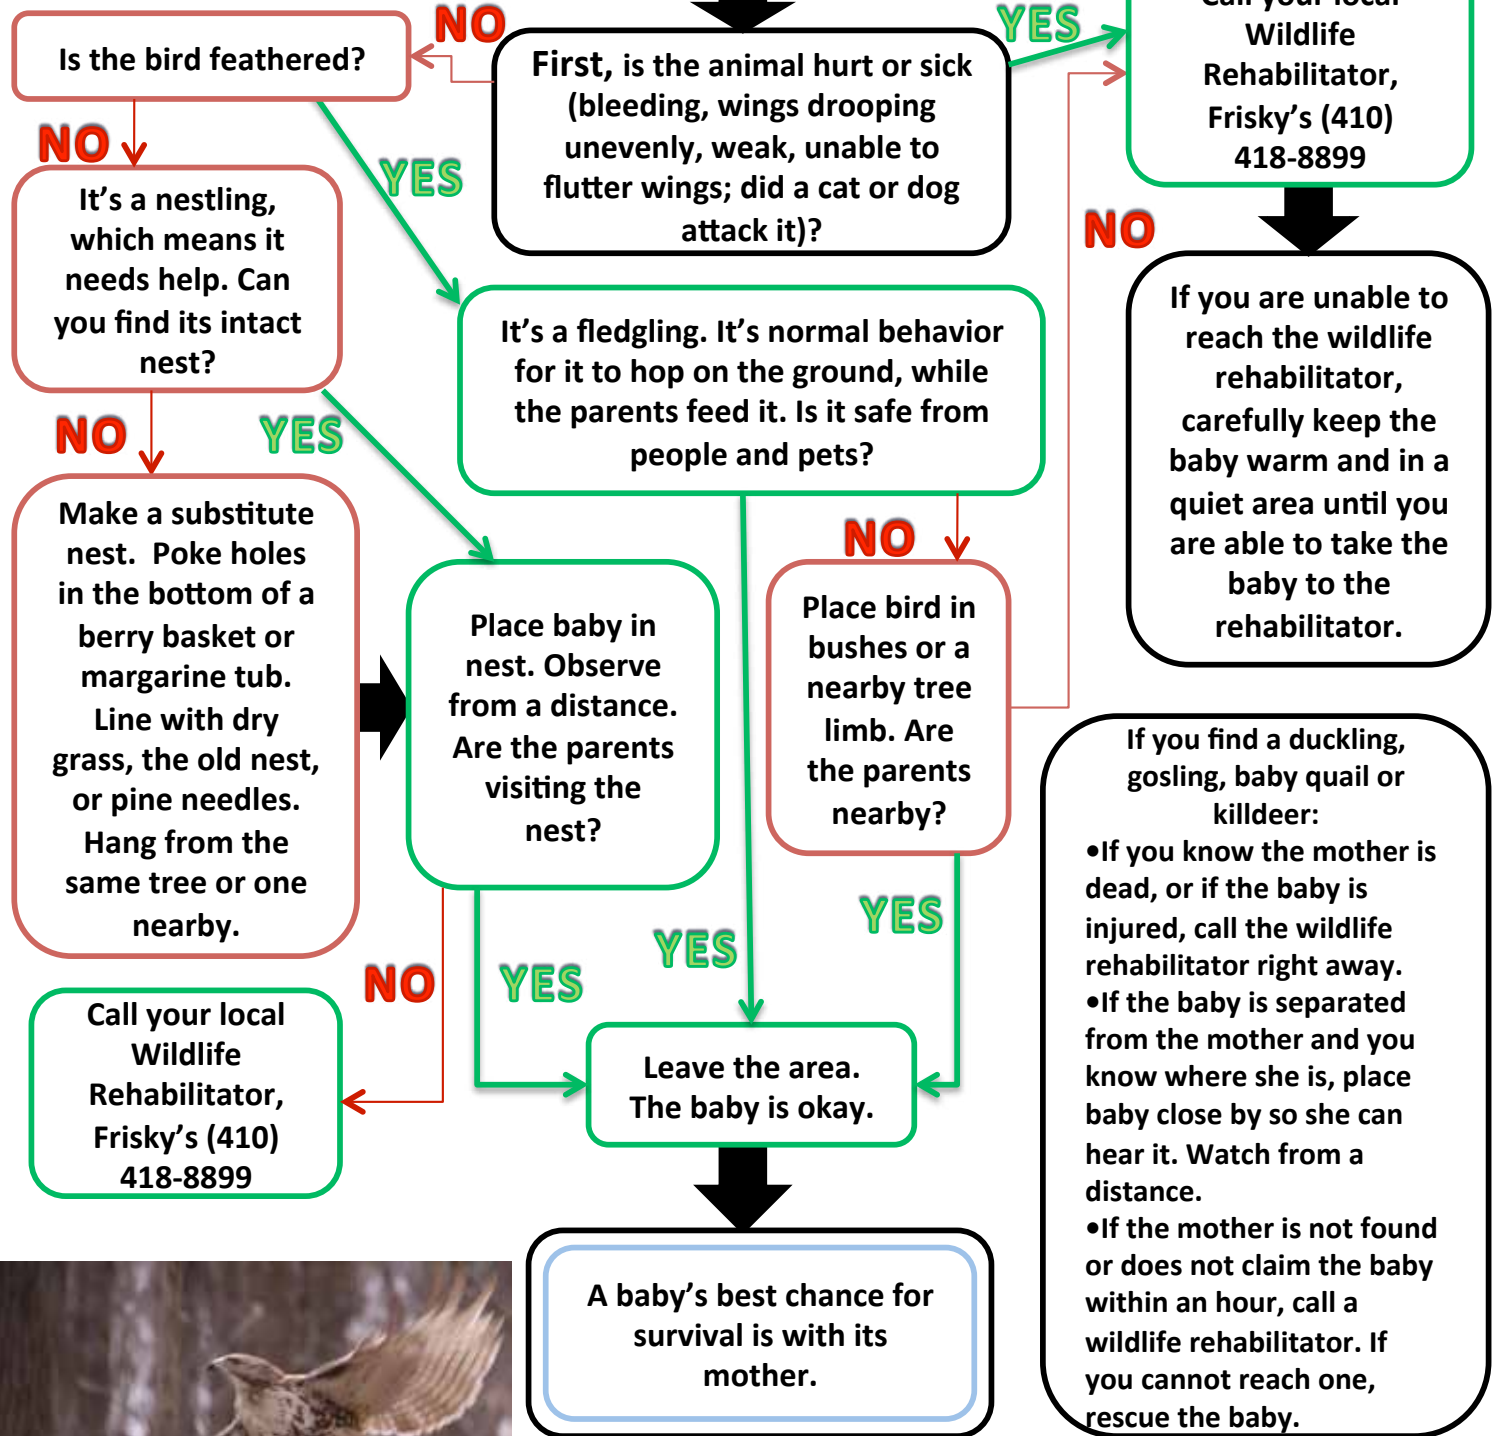 NO
YES
Call your local
Wildlife
Rehabilitator,
Frisky's (410)
418-8899
Is the bird feathered?
First, is the animal hurt or sick
(bleeding, wings drooping
unevenly, weak, unable to
flutter wings; did a cat or dog
attack it)?
NO
YES
NO
It's a nestling,
which means it
needs help. Can
you find its intact
nest?
It's a fledgling. It's normal behavior
for it to hop on the ground, while
the parents feed it. Is it safe from
people and pets?
If you are unable to
reach the wildlife
rehabilitator,
carefully keep the
baby warm and in a
quiet area until you
are able to take the
baby to the
rehabilitator.
NO
YES
NO
Make a substitute
nest.  Poke holes
in the bottom of a
berry basket or
margarine tub.
Line with dry
grass, the old nest,
or pine needles.
Hang from the
same tree or one
nearby.
Place baby in
nest. Observe
from a distance.
Are the parents
visiting the
nest?
Place bird in
bushes or a
nearby tree
limb. Are
the parents
nearby?
If you find a duckling,
gosling, baby quail or
killdeer:
•If you know the mother is
dead, or if the baby is
injured, call the wildlife
rehabilitator right away.
•If the baby is separated
from the mother and you
know where she is, place
baby close by so she can
hear it. Watch from a
distance.
•If the mother is not found
or does not claim the baby
within an hour, call a
wildlife rehabilitator. If
you cannot reach one,
rescue the baby.
NO
YES
YES
YES
Call your local
Wildlife
Rehabilitator,
Frisky's (410)
418-8899
Leave the area.
The baby is okay.
A baby's best chance for
survival is with its
mother.